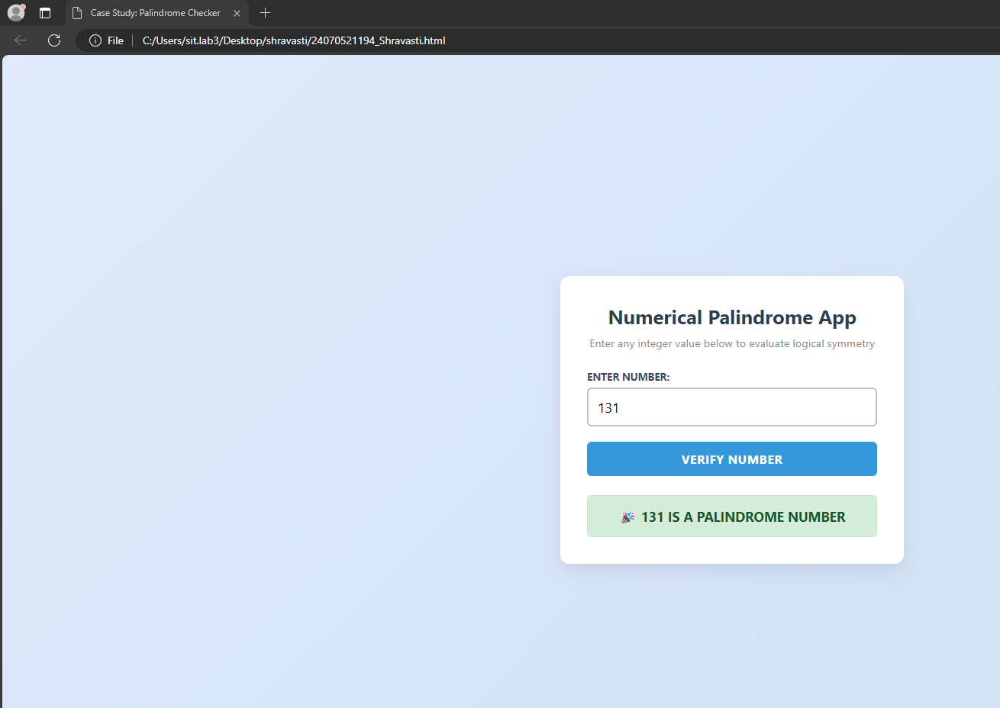 Case Study: Palindrome Checker
File
C:/Users/sit.lab3/Desktop/shravasti/24070521194_Shravasti.html
Numerical Palindrome App
Enter any integer value below to evaluate logical symmetry
ENTER NUMBER:
131
VERIFY NUMBER
🎉 131 IS A PALINDROME NUMBER